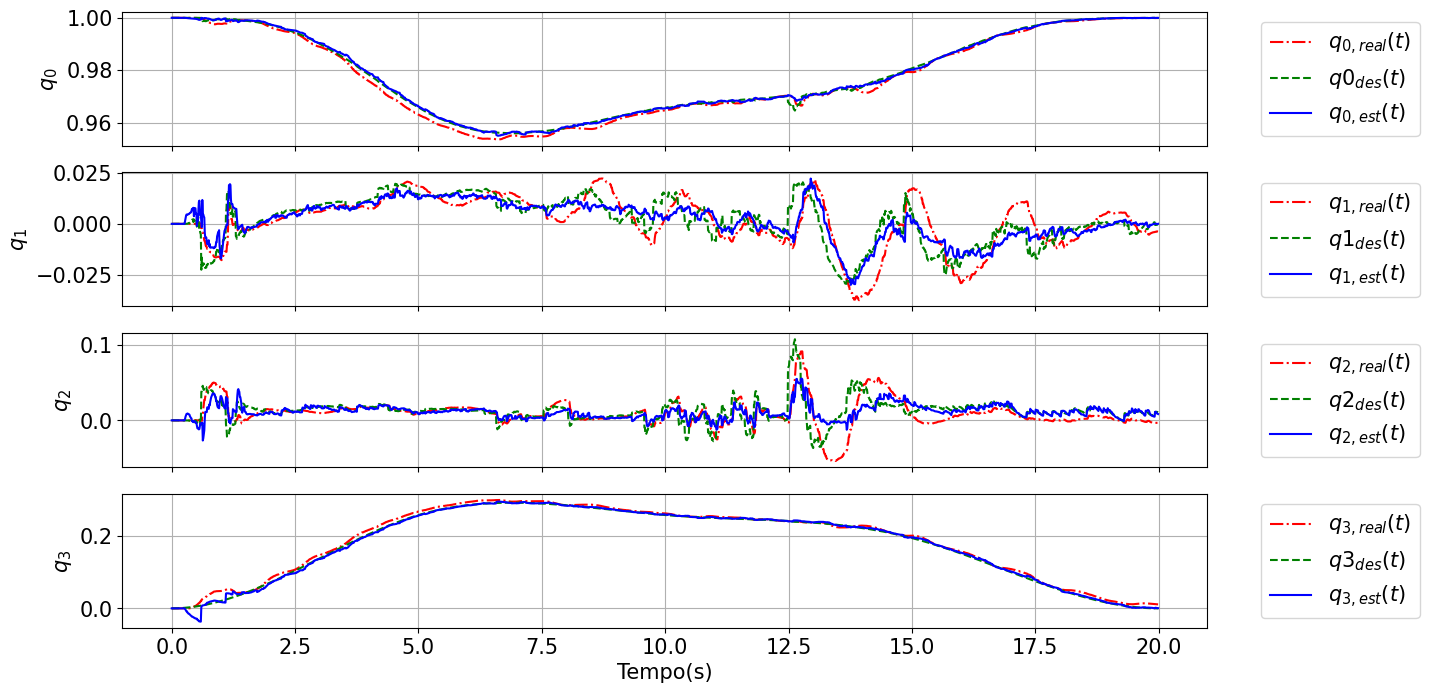 1.00
0.98
0.96
q0
q0,real(t)
q0des(t)
q0,est(t)
0.025
0.000
−0.025
q1
q1,real(t)
q1des(t)
q1,est(t)
0.1
0.0
q2
q2,real(t)
q2des(t)
q2,est(t)
0.2
0.0
q3
q3,real(t)
q3des(t)
q3,est(t)
0.0 2.5 5.0 7.5 10.0 12.5 15.0 17.5 20.0
Tempo(s)